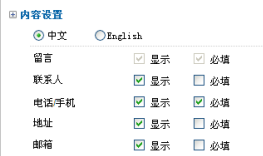 内容设置
中文 English
留言 显示 必填
联系人 显示 必填
电话/手机 显示 必填
地址 显示 必填
邮箱 显示 必填